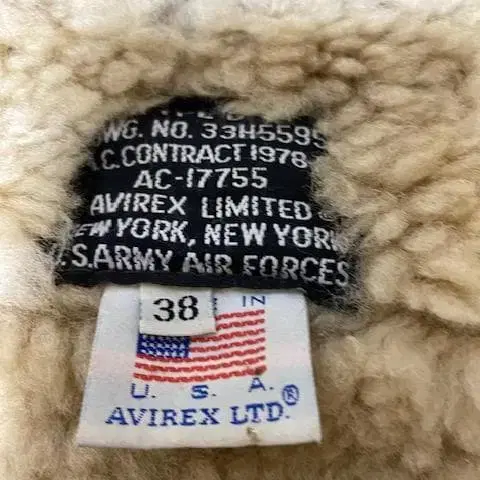 WG. NO. 33H5595
.C. CONTRACT 1978
AC-17755
AVIREX LIMITED
EW YORK, NEW YORK
.S. ARMY AIR FORCES
38
IN
U. S. A.
AVIREX LTD.®